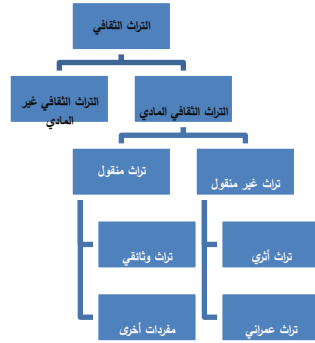 التراث الثقافي
التراث الثقافي المادي
التراث الثقافي غير
المادي
تراث غير منقول
تراث منقول
تراث أثري
تراث وثائقي
تراث عمراني
مفردات أخرى